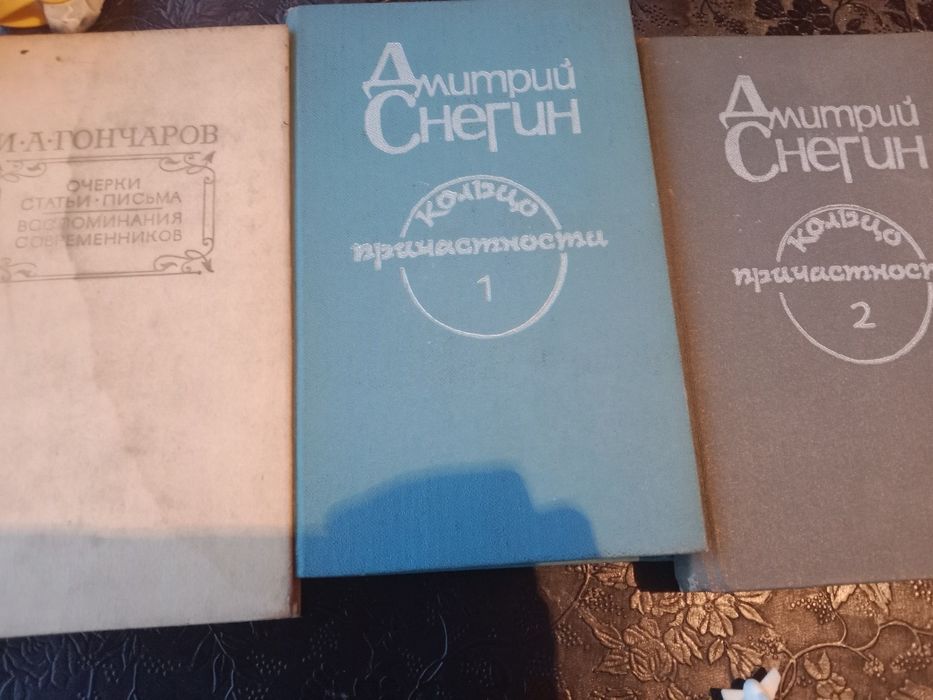 И·А·ГОНЧАРОВ
ОЧЕРКИ
СТАТЬИ·ПИСЬМА
ВОСПОМИНАНИЯ
СОВРЕМЕННИКОВ
Дмитрий
Снегин
Кольцо
причастности
1
Дмитрий
Снегин
Кольцо
причастност
2